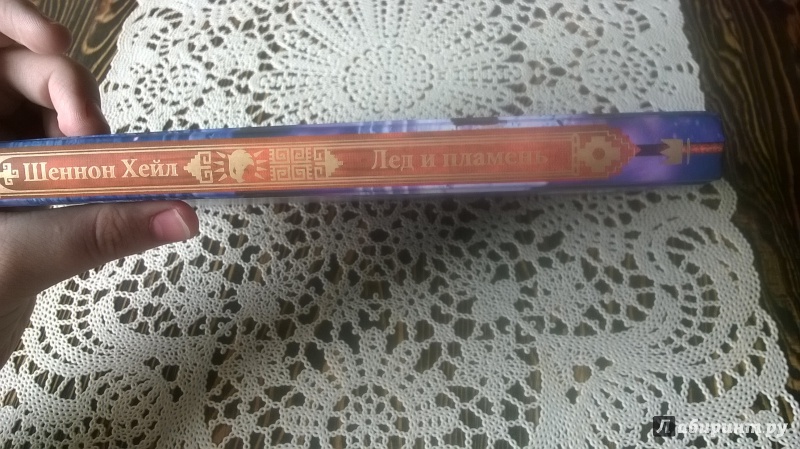 Шеннон Хейл
Лед и пламень
Лабиринт.ру